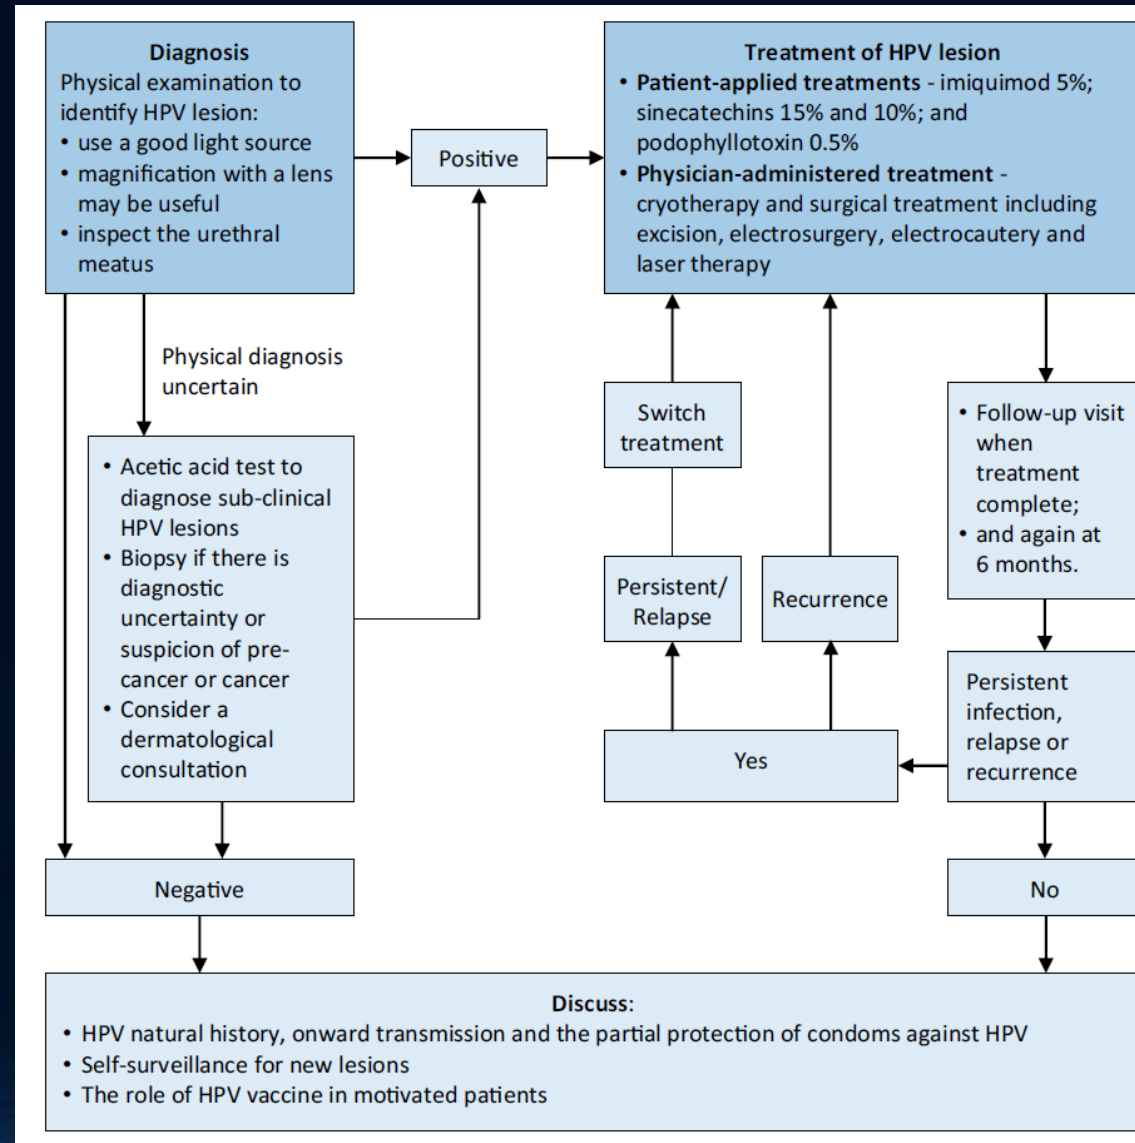 Diagnosis
Physical examination to
identify HPV lesion:
• use a good light source
• magnification with a lens
may be useful
• inspect the urethral
meatus
Positive
Treatment of HPV lesion
• Patient-applied treatments - imiquimod 5%;
sinecatechins 15% and 10%; and
podophyllotoxin 0.5%
• Physician-administered treatment -
cryotherapy and surgical treatment including
excision, electrosurgery, electrocautery and
laser therapy
Physical diagnosis
uncertain
• Acetic acid test to
diagnose sub-clinical
HPV lesions
• Biopsy if there is
diagnostic
uncertainty or
suspicion of pre-
cancer or cancer
• Consider a
dermatological
consultation
Switch
treatment
Persistent/
Relapse
Recurrence
• Follow-up visit
when
treatment
complete;
• and again at
6 months.
Persistent
infection,
relapse or
recurrence
Yes
Negative
No
Discuss:
• HPV natural history, onward transmission and the partial protection of condoms against HPV
• Self-surveillance for new lesions
• The role of HPV vaccine in motivated patients